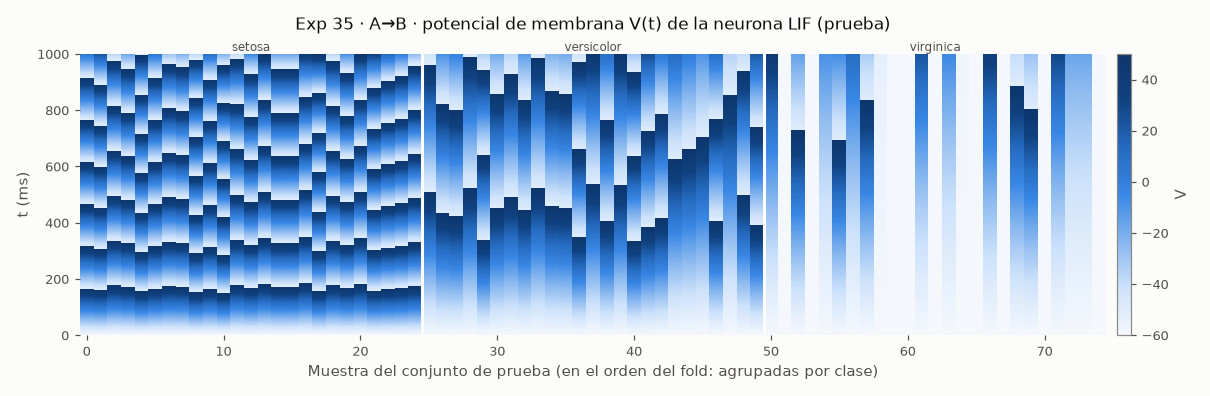 Exp 35 · A→B · potencial de membrana V(t) de la neurona LIF (prueba)
setosa versicolor virginica
1000
800
600
400
200
0
t (ms)
0 10 20 30 40 50 60 70
Muestra del conjunto de prueba (en el orden del fold: agrupadas por clase)
40
20
0
−20
−40
−60
V